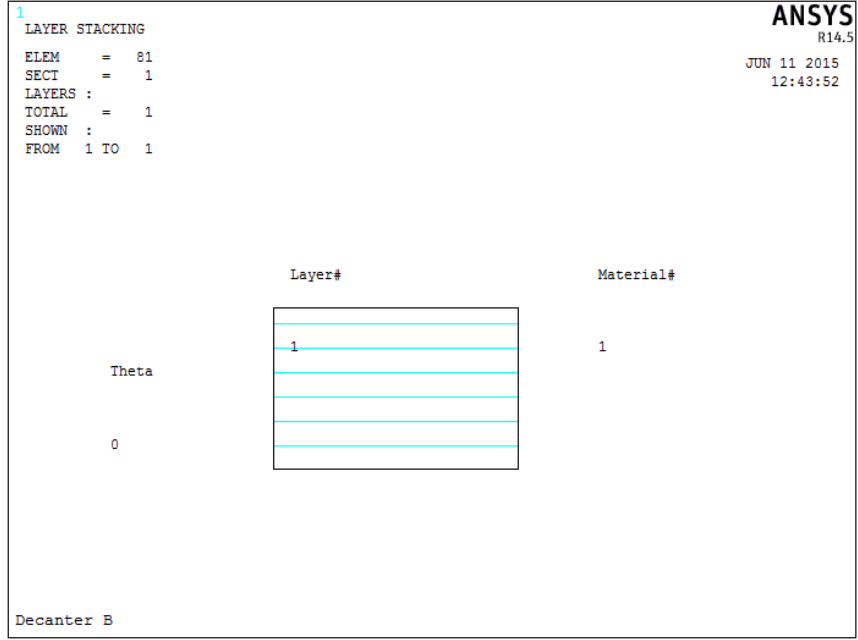 1
LAYER STACKING
ELEM = 81
SECT = 1
LAYERS :
TOTAL = 1
SHOWN :
FROM 1 TO 1
ANSYS
R14.5
JUN 11 2015
12:43:52
Layer# Material#
1 1
Theta
0
Decanter B